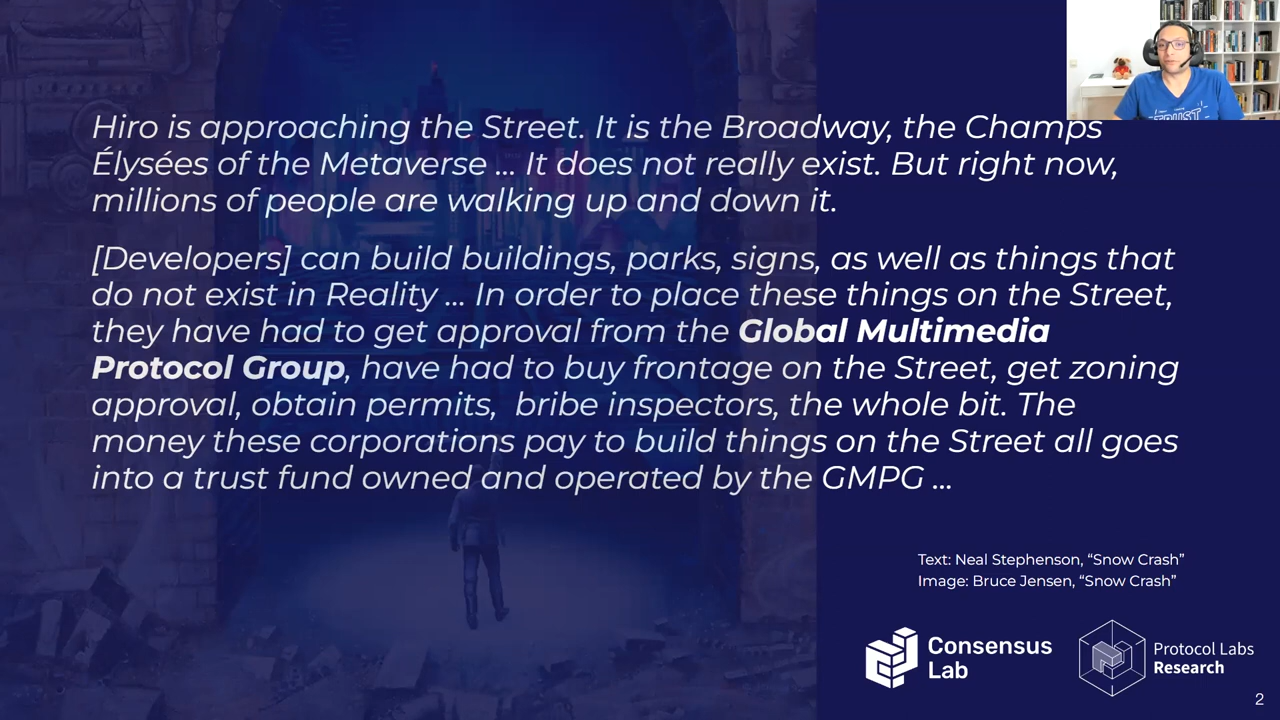 Hiro is approaching the Street. It is the Broadway, the Champs
Élysées of the Metaverse ... It does not really exist. But right now,
millions of people are walking up and down it.
[Developers] can build buildings, parks, signs, as well as things that
do not exist in Reality ... In order to place these things on the Street,
they have had to get approval from the Global Multimedia
Protocol Group, have had to buy frontage on the Street, get zoning
approval, obtain permits,  bribe inspectors, the whole bit. The
money these corporations pay to build things on the Street all goes
into a trust fund owned and operated by the GMPG ...
Text: Neal Stephenson, “Snow Crash”
Image: Bruce Jensen, “Snow Crash”
Consensus
Lab
Protocol Labs
Research
2
TRUST